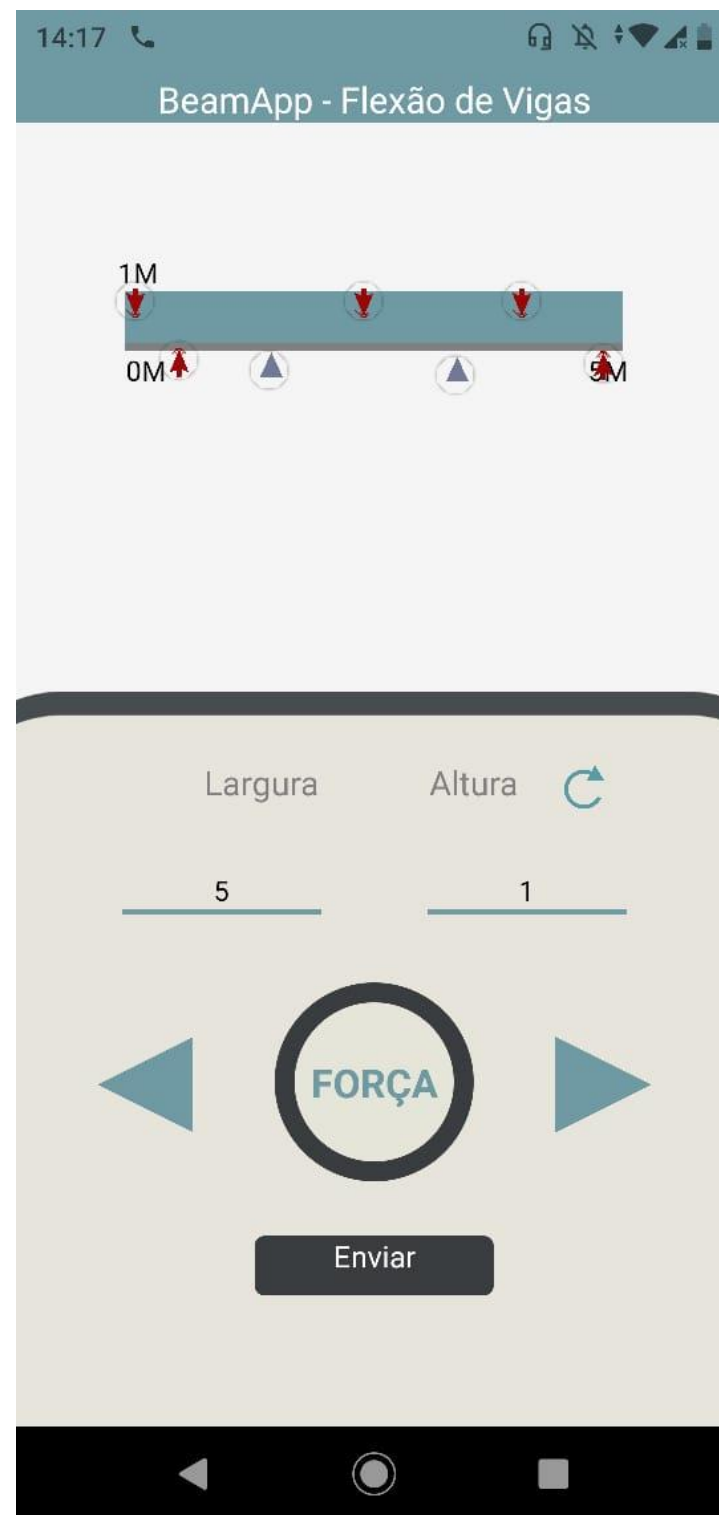 14:17
BeamApp - Flexão de Vigas
1M
0M
5M
Largura Altura
5 1
FORÇA
Enviar